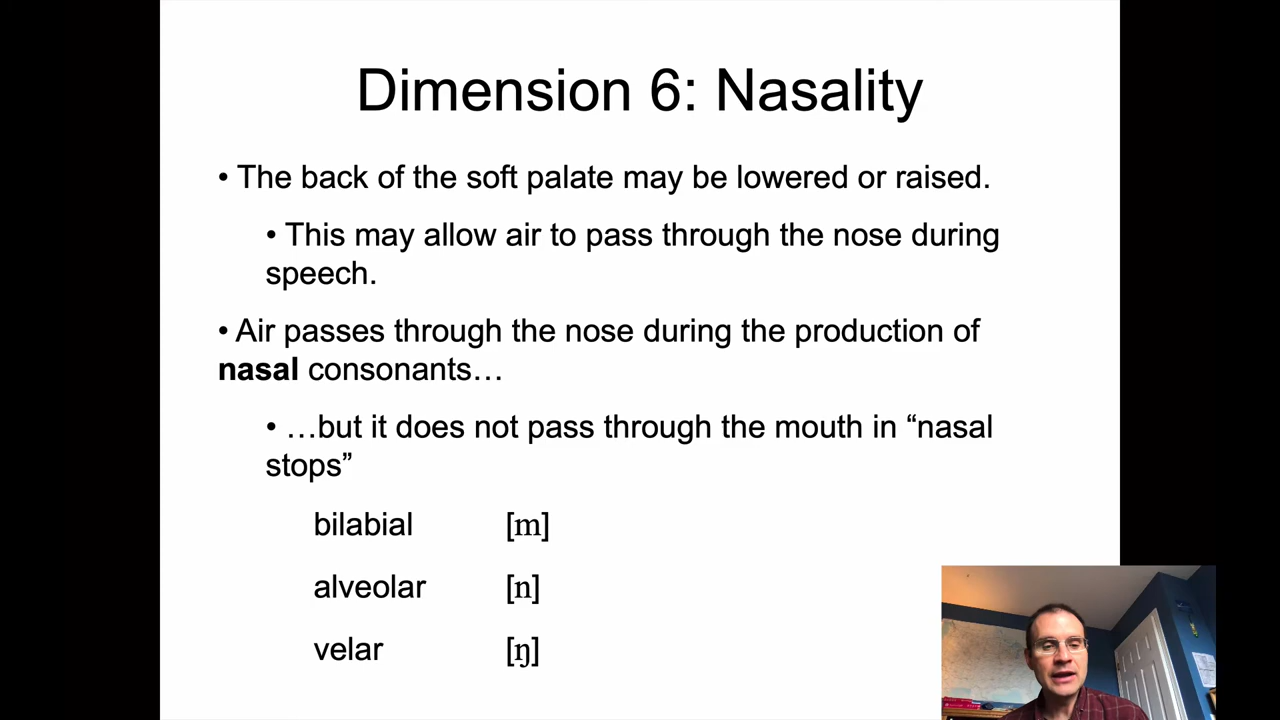 Dimension 6: Nasality
• The back of the soft palate may be lowered or raised.
• This may allow air to pass through the nose during
speech.
• Air passes through the nose during the production of
nasal consonants…
• …but it does not pass through the mouth in “nasal
stops”
bilabial [m]
alveolar [n]
velar [ŋ]